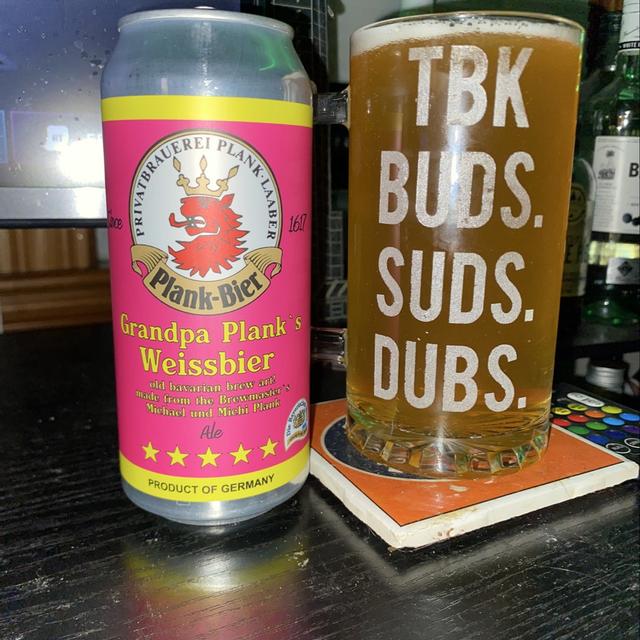 PRIVATBRAUEREI PLANK·LAABER
since 1617
Plank-Bier
Grandpa Plank´s
Weissbier
old bavarian brew art
made from the Brewmaster´s
Michael und Michi Plank
Ale
PRODUCT OF GERMANY
TBK
BUDS.
SUDS.
DUBS.